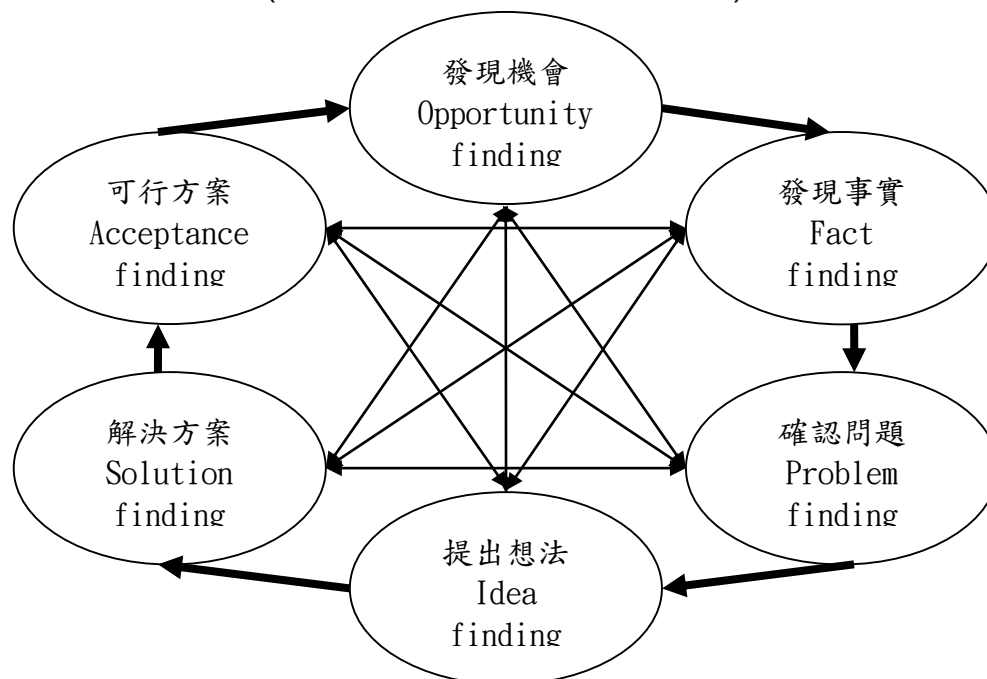 發現機會
Opportunity
finding
可行方案
Acceptance
finding
發現事實
Fact
finding
解決方案
Solution
finding
確認問題
Problem
finding
提出想法
Idea
finding